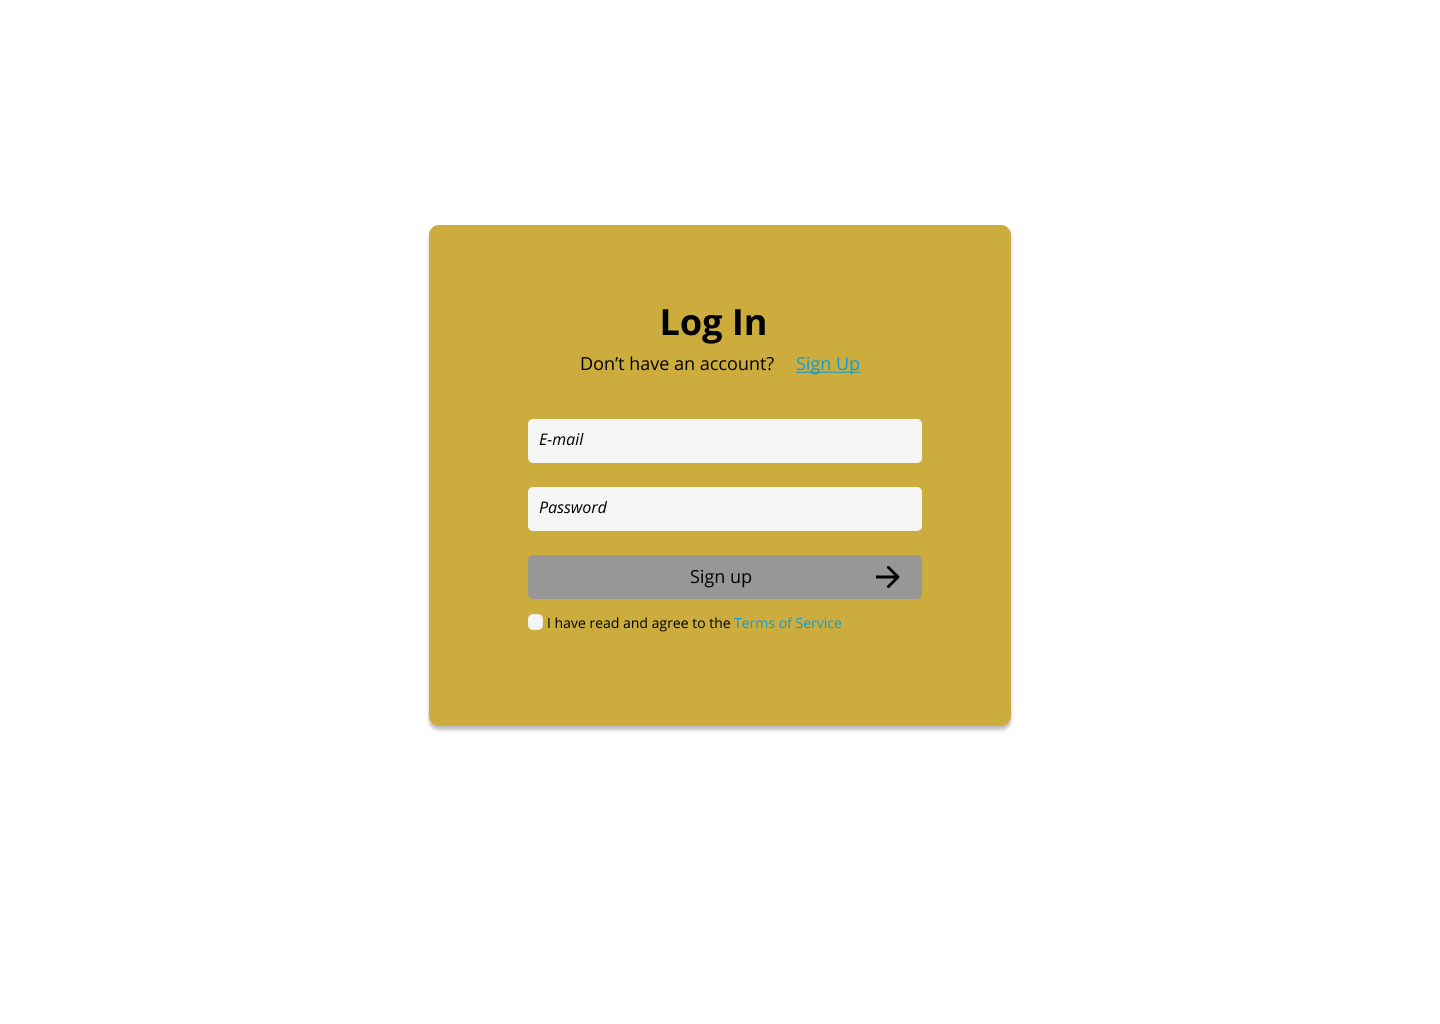 Log In
Don’t have an account? Sign Up
E-mail
Password
Sign up
I have read and agree to the Terms of Service